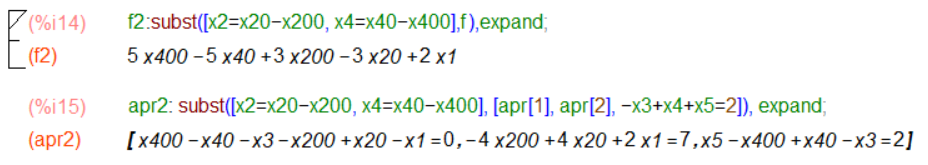 (%i14) f2:subst([x2=x20-x200, x4=x40-x400],f),expand;
(f2) 5 x400 -5 x40 +3 x200 -3 x20 +2 x1
(%i15) apr2: subst([x2=x20-x200, x4=x40-x400], [apr[1], apr[2], -x3+x4+x5=2]), expand;
(apr2) [x400 -x40 -x3 -x200 +x20 -x1 =0, -4 x200 +4 x20 +2 x1 =7, x5 -x400 +x40 -x3 =2]